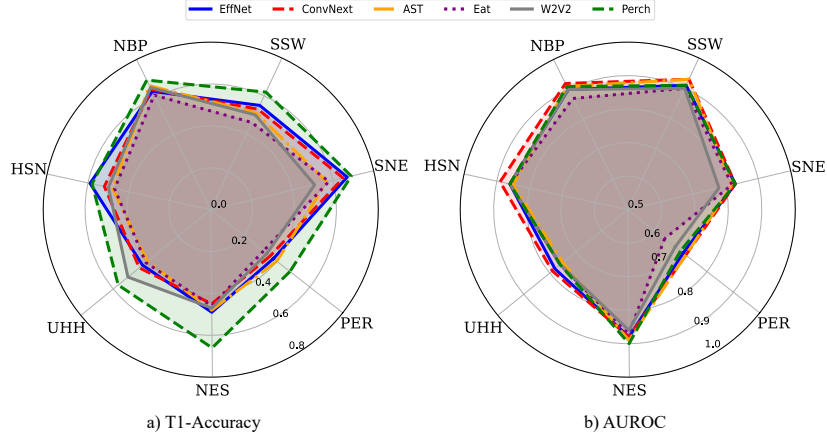 EffNet ConvNext AST Eat W2V2 Perch
NBP
SSW
SNE
PER
NES
UHH
HSN
0.0
0.2
0.4
0.6
0.8
a) T1-Accuracy
NBP
SSW
SNE
PER
NES
UHH
HSN
0.5
0.6
0.7
0.8
0.9
1.0
b) AUROC